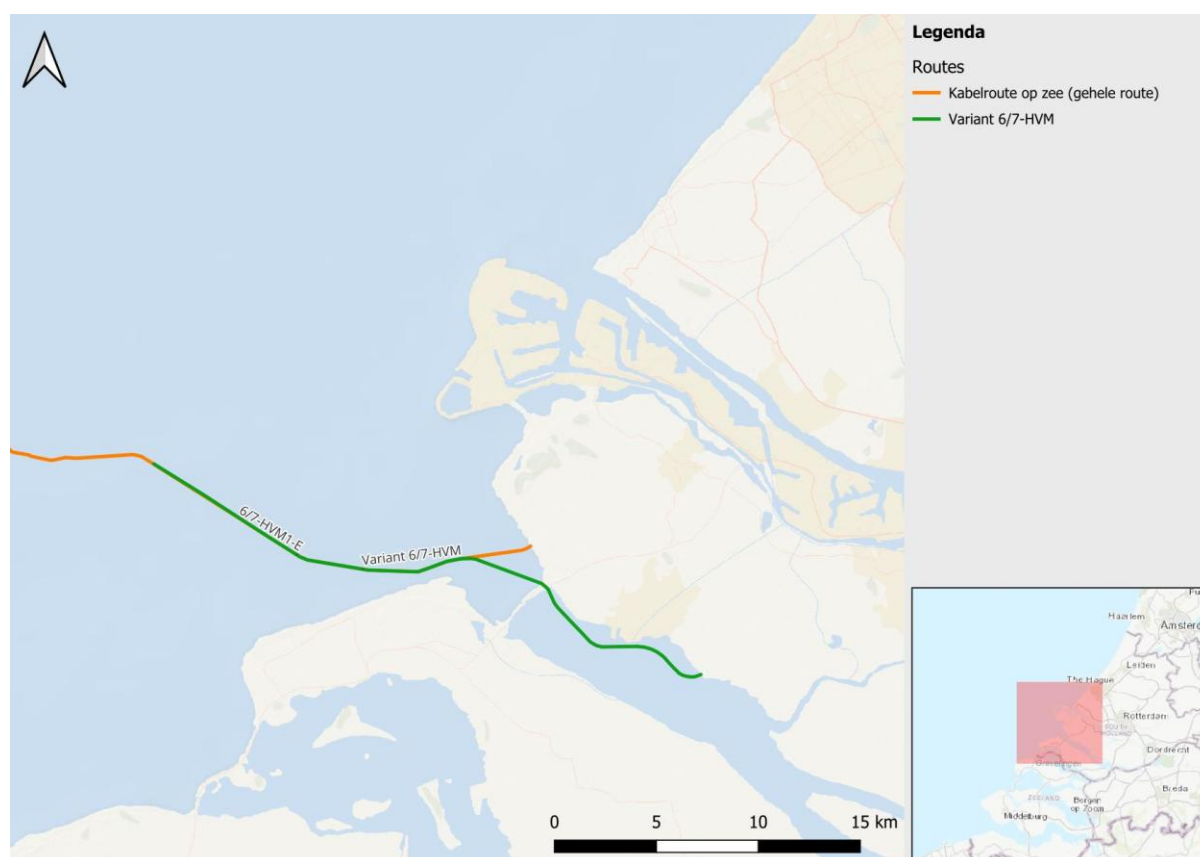 Legenda
Routes
Kabelroute op zee (gehele route)
Variant 6/7-HVM
6/7-HVM1-E
Variant 6/7-HVM
0 5 10 15 km
Haarlem
Leiden
The Hague
Rotterdam
Dordrecht
Breda
Bergen
op Zoom
Middelburg
ZEELAND